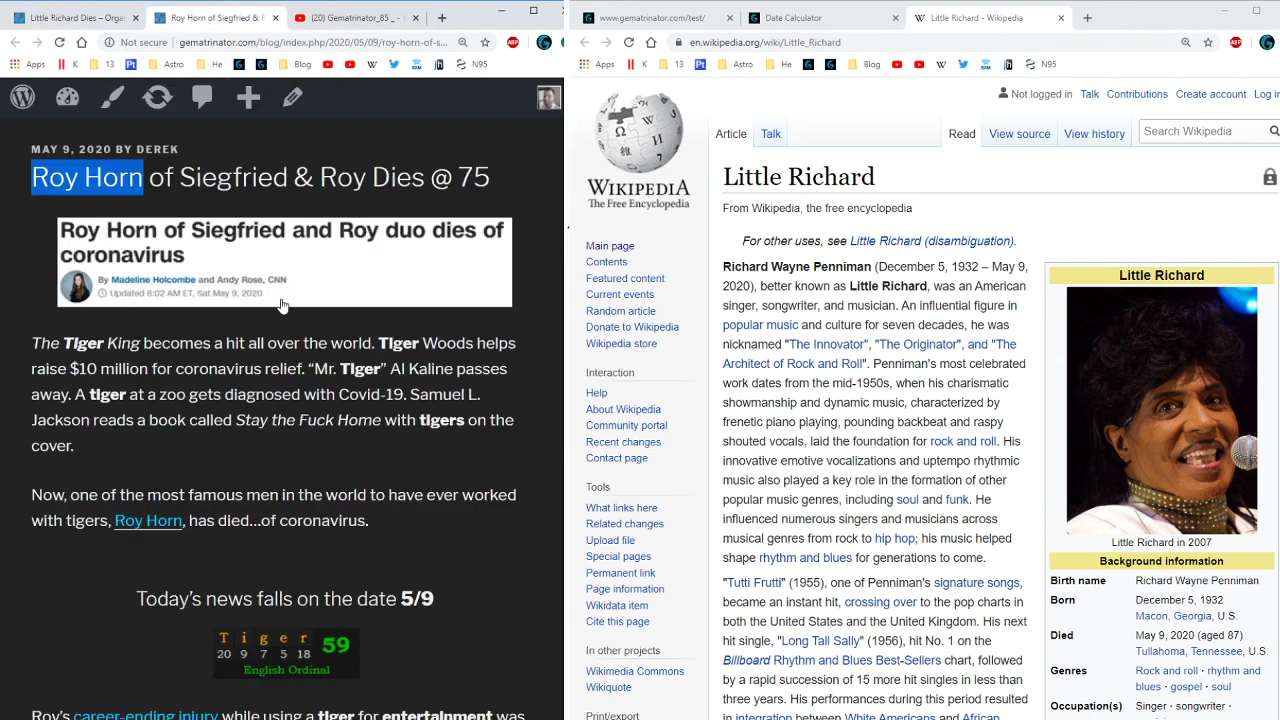 Little Richard Dies – Orga
Roy Horn of Siegfried & R
(20) Gematrinator_85 _ -
Not secure
gematrinator.com/blog/index.php/2020/05/09/roy-horn-of-s...
ABP
Apps
K
13
Pt
Astro
He
Blog
N95
MAY 9, 2020 BY DEREK
Roy Horn of Siegfried & Roy Dies @ 75
Roy Horn of Siegfried and Roy duo dies of
coronavirus
By Madeline Holcombe and Andy Rose, CNN
Updated 8:02 AM ET, Sat May 9, 2020
The TIger King becomes a hit all over the world. TIger Woods helps
raise $10 million for coronavirus relief. “Mr. TIger” Al Kaline passes
away. A tiger at a zoo gets diagnosed with Covid-19. Samuel L.
Jackson reads a book called Stay the Fuck Home with tigers on the
cover.
Now, one of the most famous men in the world to have ever worked
with tigers, Roy Horn, has died…of coronavirus.
Today’s news falls on the date 5/9
T i g e r 59
20 9 7 5 18
English Ordinal
Roy’s career-ending injury while using a tiger for entertainment was
www.gematrinator.com/test/
Date Calculator
Little Richard - Wikipedia
en.wikipedia.org/wiki/Little_Richard
ABP
Apps
K
13
Pt
Astro
He
Blog
N95
Not logged in Talk Contributions Create account Log in
WIKIPEDIA
The Free Encyclopedia
Article Talk Read View source View history
Search Wikipedia
Main page
Contents
Featured content
Current events
Random article
Donate to Wikipedia
Wikipedia store
Interaction
Help
About Wikipedia
Community portal
Recent changes
Contact page
Tools
What links here
Related changes
Upload file
Special pages
Permanent link
Page information
Wikidata item
Cite this page
In other projects
Wikimedia Commons
Wikiquote
Print/export
Little Richard
From Wikipedia, the free encyclopedia
For other uses, see Little Richard (disambiguation).
Richard Wayne Penniman (December 5, 1932 – May 9,
2020), better known as Little Richard, was an American
singer, songwriter, and musician. An influential figure in
popular music and culture for seven decades, he was
nicknamed "The Innovator", "The Originator", and "The
Architect of Rock and Roll". Penniman's most celebrated
work dates from the mid-1950s, when his charismatic
showmanship and dynamic music, characterized by
frenetic piano playing, pounding backbeat and raspy
shouted vocals, laid the foundation for rock and roll. His
innovative emotive vocalizations and uptempo rhythmic
music also played a key role in the formation of other
popular music genres, including soul and funk. He
influenced numerous singers and musicians across
musical genres from rock to hip hop; his music helped
shape rhythm and blues for generations to come.
"Tutti Frutti" (1955), one of Penniman's signature songs,
became an instant hit, crossing over to the pop charts in
both the United States and the United Kingdom. His next
hit single, "Long Tall Sally" (1956), hit No. 1 on the
Billboard Rhythm and Blues Best-Sellers chart, followed
by a rapid succession of 15 more hit singles in less than
three years. His performances during this period resulted
in integration between White Americans and African
Little Richard
Little Richard in 2007
Background information
Birth name Richard Wayne Penniman
Born December 5, 1932
Macon, Georgia, U.S.
Died May 9, 2020 (aged 87)
Tullahoma, Tennessee, U.S.
Genres Rock and roll · rhythm and
blues · gospel · soul
Occupation(s) Singer · songwriter ·